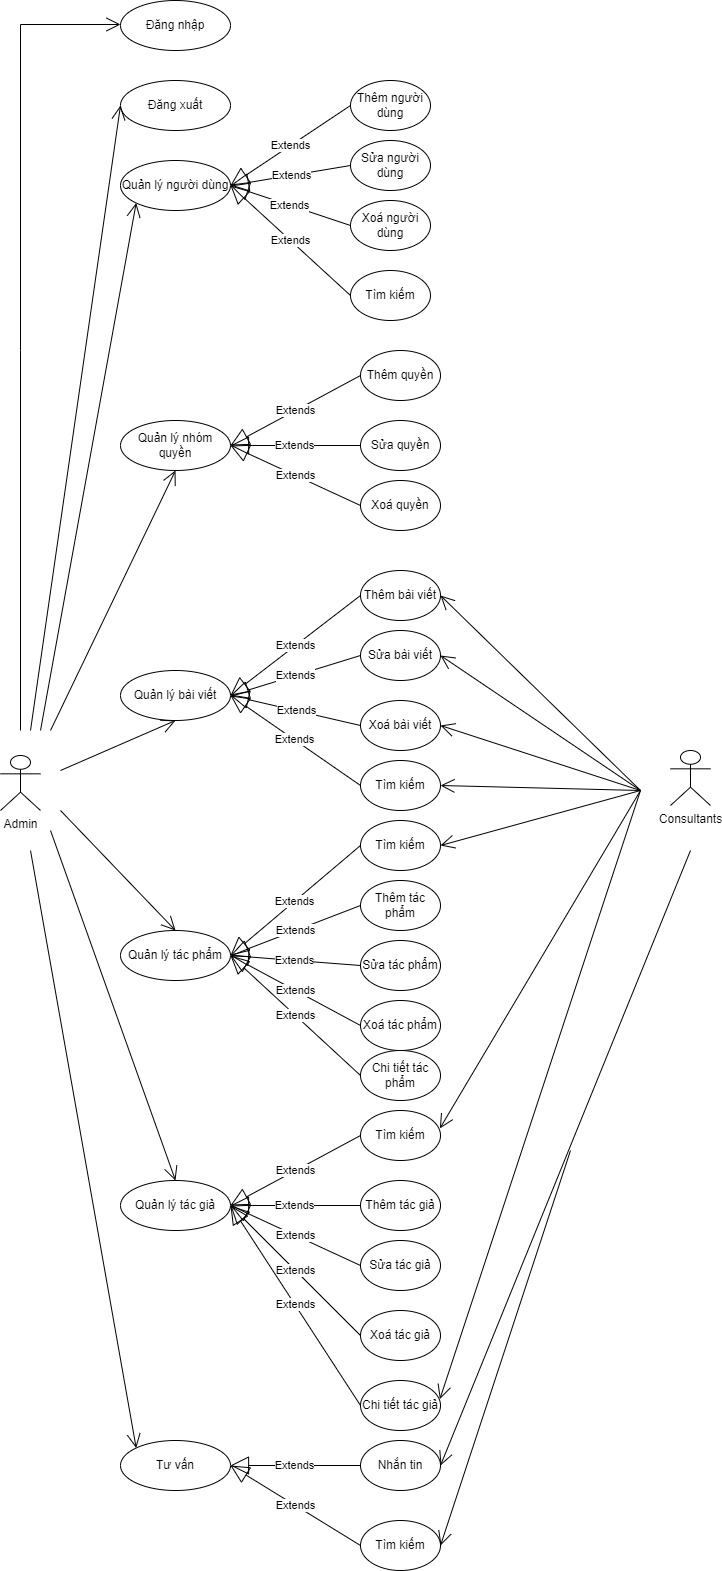 Đăng nhập
Đăng xuất
Thêm người
dùng
Extends
Sửa người
dùng
Extends
Quản lý người dùng
Extends
Xoá người
dùng
Extends
Tìm kiếm
Thêm quyền
Extends
Quản lý nhóm
quyền
Extends
Sửa quyền
Extends
Xoá quyền
Thêm bài viết
Extends
Sửa bài viết
Extends
Quản lý bài viết
Extends
Xoá bài viết
Extends
Tìm kiếm
Admin
Consultants
Tìm kiếm
Extends
Thêm tác
phẩm
Extends
Quản lý tác phẩm
Extends
Sửa tác phẩm
Extends
Xoá tác phẩm
Extends
Chi tiết tác
phẩm
Tìm kiếm
Extends
Quản lý tác giả
Extends
Thêm tác giả
Extends
Sửa tác giả
Extends
Xoá tác giả
Extends
Chi tiết tác giả
Tư vấn
Extends
Nhắn tin
Extends
Tìm kiếm